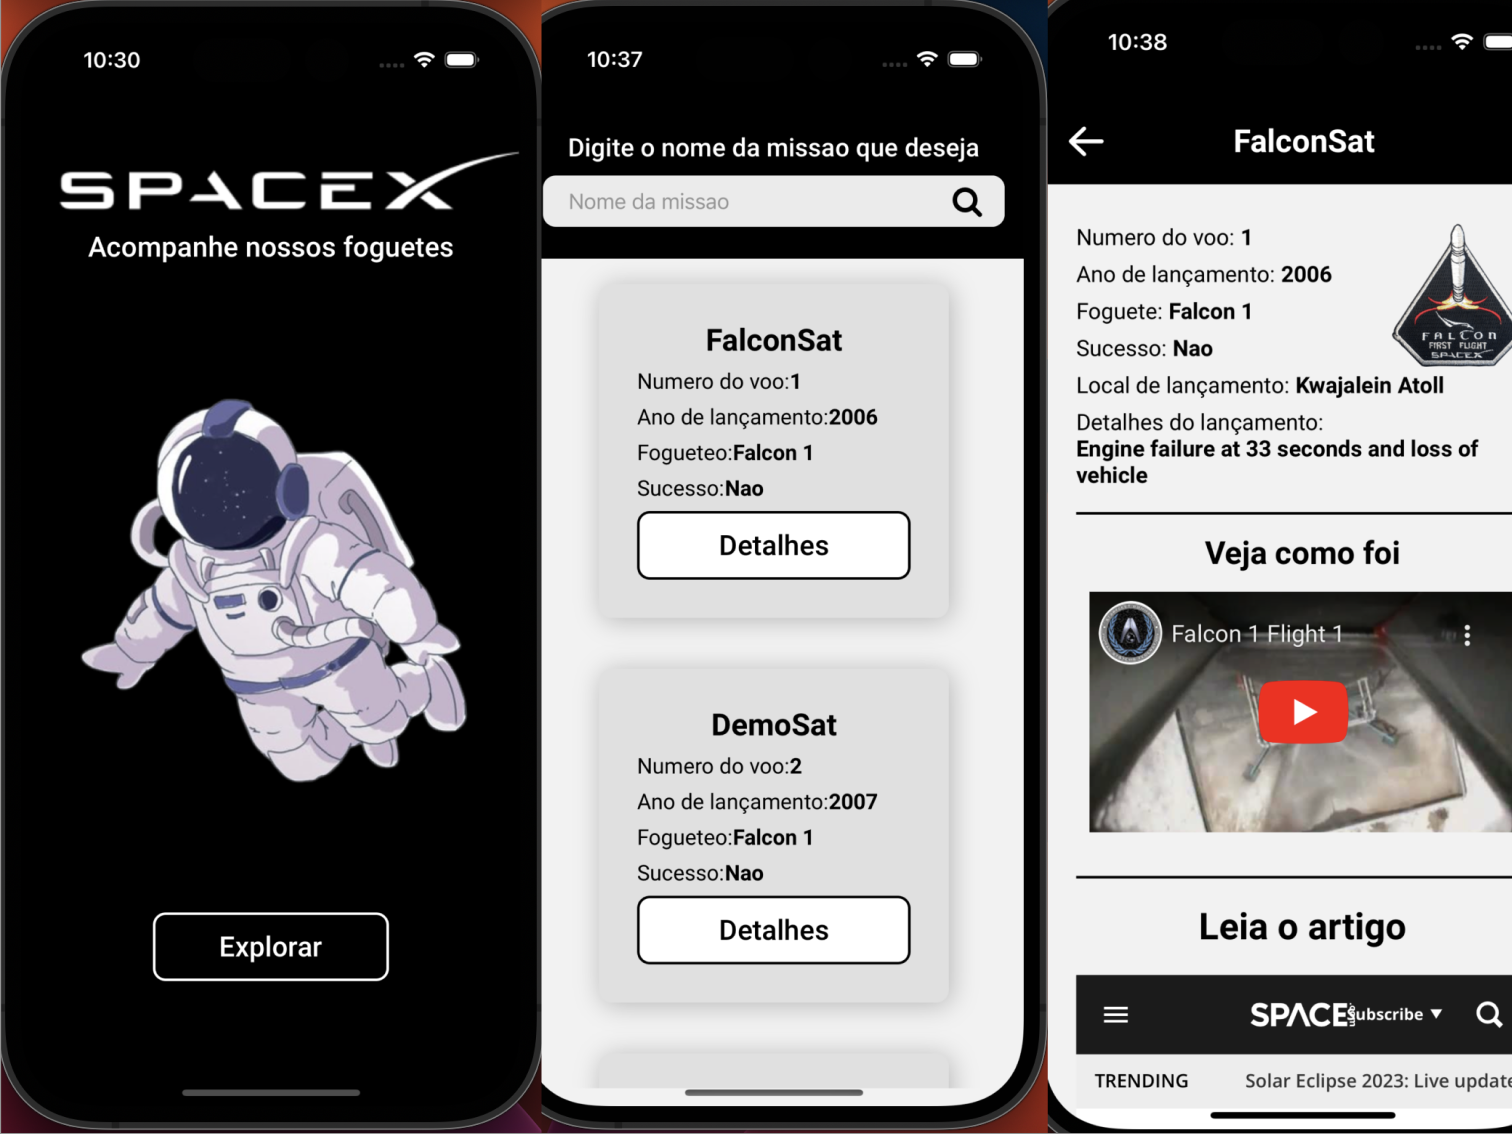 10:30
SPACEX
Acompanhe nossos foguetes
Explorar
10:37
Digite o nome da missao que deseja
Nome da missao
FalconSat
Numero do voo:1
Ano de lançamento:2006
Fogueteo:Falcon 1
Sucesso:Nao
Detalhes
DemoSat
Numero do voo:2
Ano de lançamento:2007
Fogueteo:Falcon 1
Sucesso:Nao
Detalhes
10:38
FalconSat
Numero do voo: 1
Ano de lançamento: 2006
Foguete: Falcon 1
Sucesso: Nao
Local de lançamento: Kwajalein Atoll
Detalhes do lançamento:
Engine failure at 33 seconds and loss of
vehicle
FALCON
FIRST FLIGHT
SPACEX
Veja como foi
Falcon 1 Flight 1
Leia o artigo
SPACE
Subscribe ▼
TRENDING
Solar Eclipse 2023: Live update